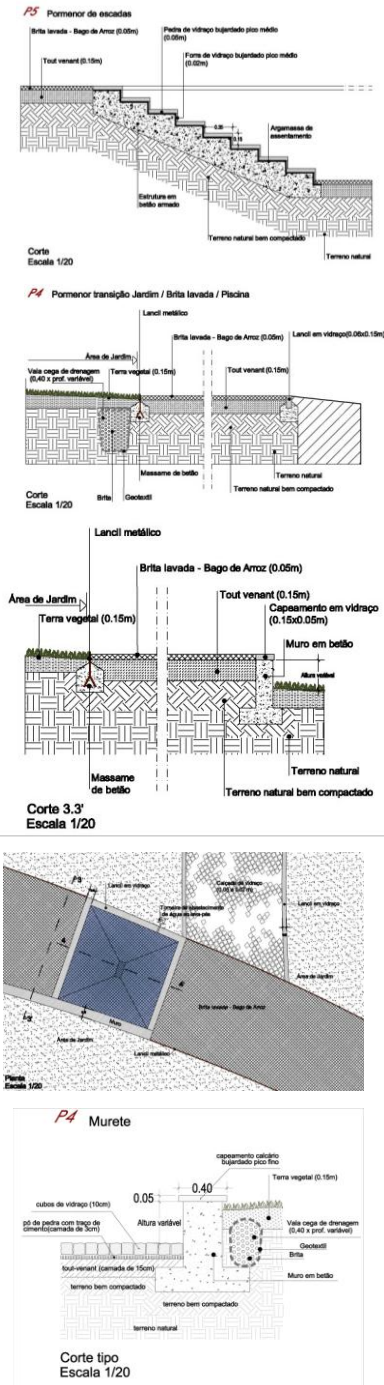 P5 Pormenor de escadas
Brita lavada - Bago de Arroz (0.05m)
Pedra de vidraço bujardado pico médio
(0.05m)
Tout venant (0.15m)
Forra de vidraço bujardado pico médio
(0.02m)
0.30
0.15
Argamassa de
assentamento
Estrutura em
betão armado
Terreno natural bem compactado
Corte
Escala 1/20
Terreno natural
P4 Pormenor transição Jardim / Brita lavada / Piscina
Lancil metálico
Brita lavada - Bago de Arroz (0.05m)
Lancil em vidraço(0.08x0.15m)
Área de Jardim
Vala cega de drenagem
(0,40 x prof. variável)
Terra vegetal (0.15m)
Tout venant (0.15m)
Massame de betão
Terreno natural
Brita
Geotextil
Terreno natural bem compactado
Corte
Escala 1/20
Lancil metálico
Brita lavada - Bago de Arroz (0.05m)
Área de Jardim
Tout venant (0.15m)
Terra vegetal (0.15m)
Capeamento em vidraço
(0.15x0.05m)
Muro em betão
Altura variável
Terreno natural
Massame
de betão
Terreno natural bem compactado
Corte 3.3'
Escala 1/20
Lancil em vidraço
Calçada de vidraço
Lancil em vidraço
Área de Jardim
Brita lavada - Bago de Arroz
Muro
Área de Jardim
Lancil metálico
Planta
Escala 1/20
P4 Murete
capeamento calcário
bujardado pico fino
0.40
Terra vegetal (0.15m)
0.05
cubos de vidraço (10cm)
Altura variável
pó de pedra com traço de
cimento(camada de 3cm)
Vala cega de drenagem
(0,40 x prof. variável)
Geotextil
Brita
tout-venant (camada de 15cm)
Muro em betão
terreno bem compactado
terreno bem compactado
terreno natural
Corte tipo
Escala 1/20